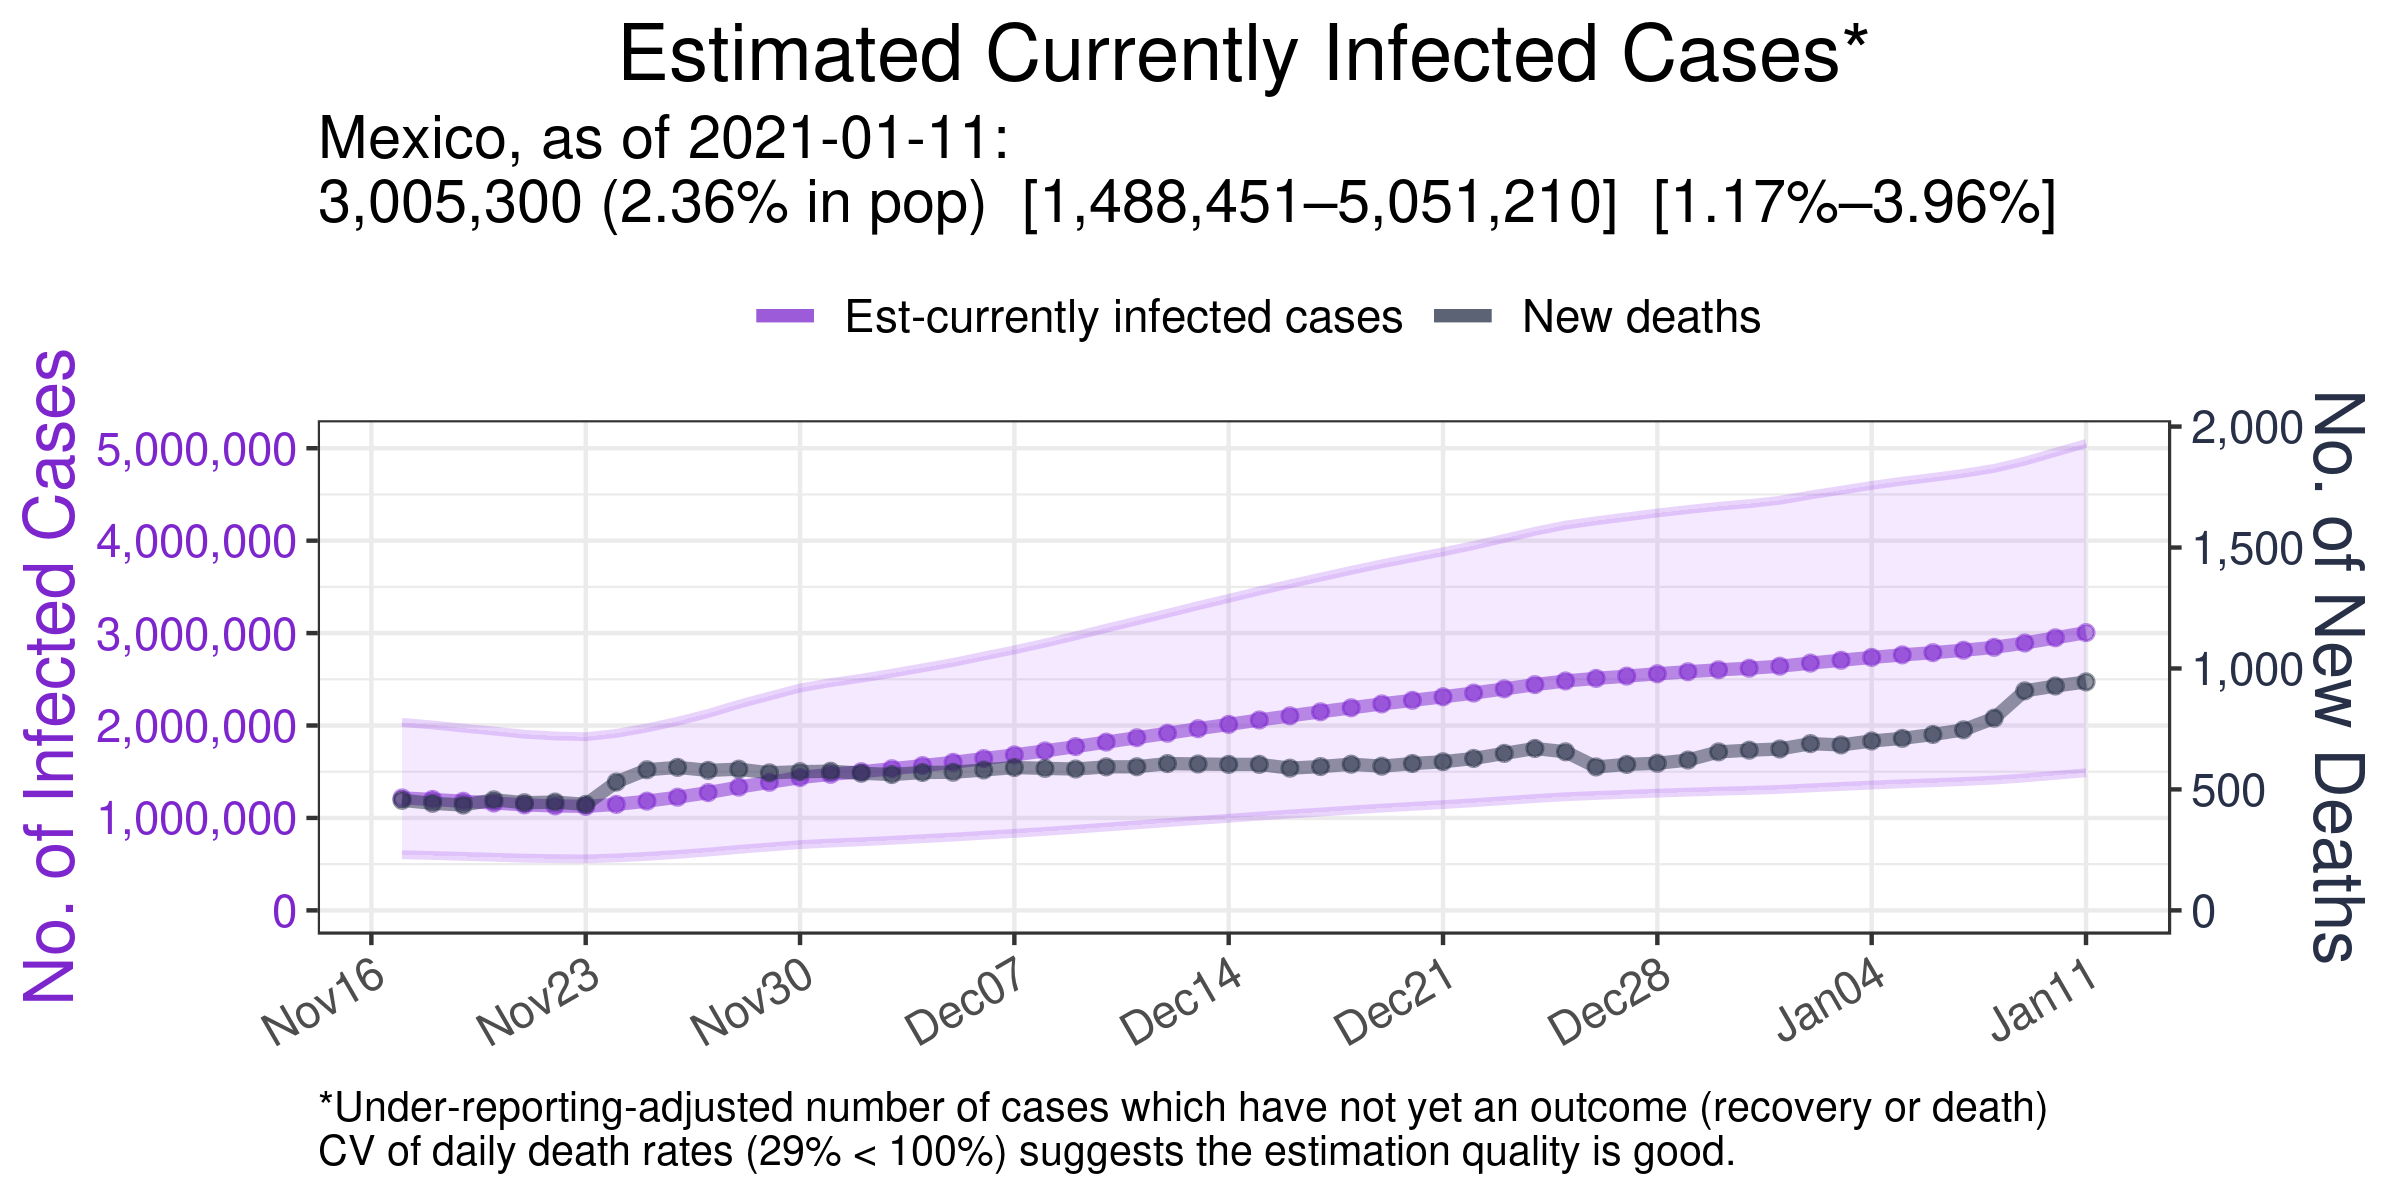 Estimated Currently Infected Cases*
Mexico, as of 2021-01-11:
3,005,300 (2.36% in pop)  [1,488,451–5,051,210]  [1.17%–3.96%]
Est-currently infected cases
New deaths
No. of Infected Cases
5,000,000
4,000,000
3,000,000
2,000,000
1,000,000
0
2,000
1,500
1,000
500
0
No. of New Deaths
Nov16
Nov23
Nov30
Dec07
Dec14
Dec21
Dec28
Jan04
Jan11
*Under-reporting-adjusted number of cases which have not yet an outcome (recovery or death)
CV of daily death rates (29% < 100%) suggests the estimation quality is good.